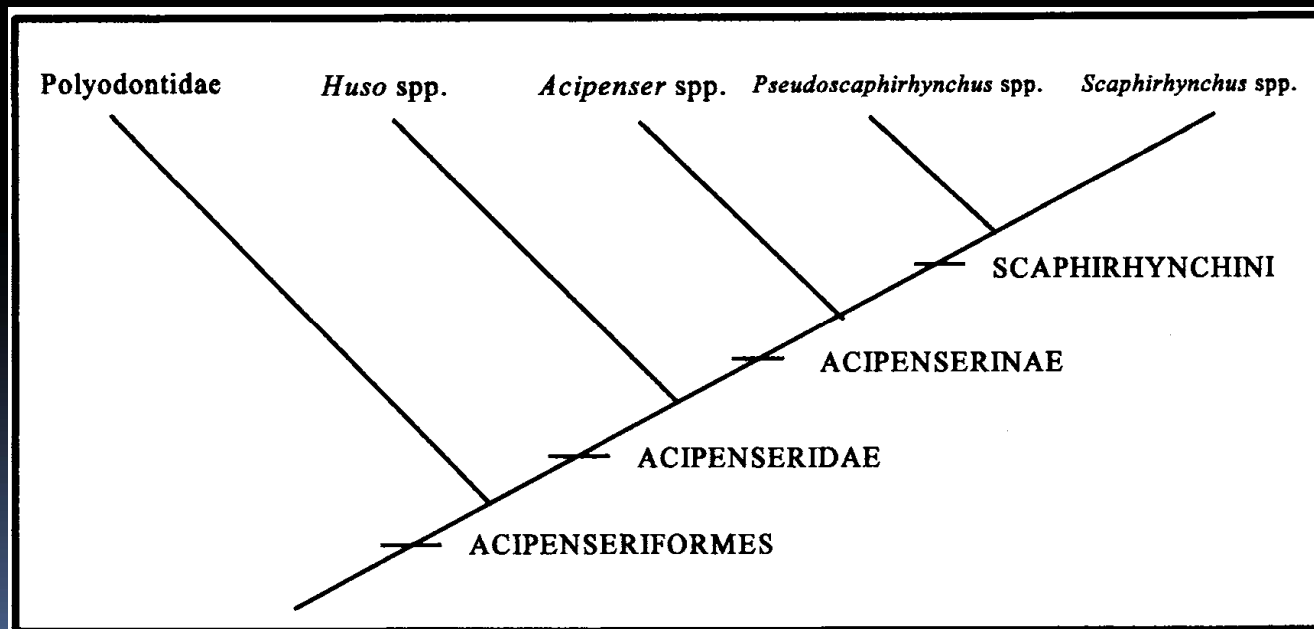 Polyodontidae Huso spp. Acipenser spp. Pseudoscaphirhynchus spp. Scaphirhynchus spp.
SCAPHIRHYNCHINI
ACIPENSERINAE
ACIPENSERIDAE
ACIPENSERIFORMES